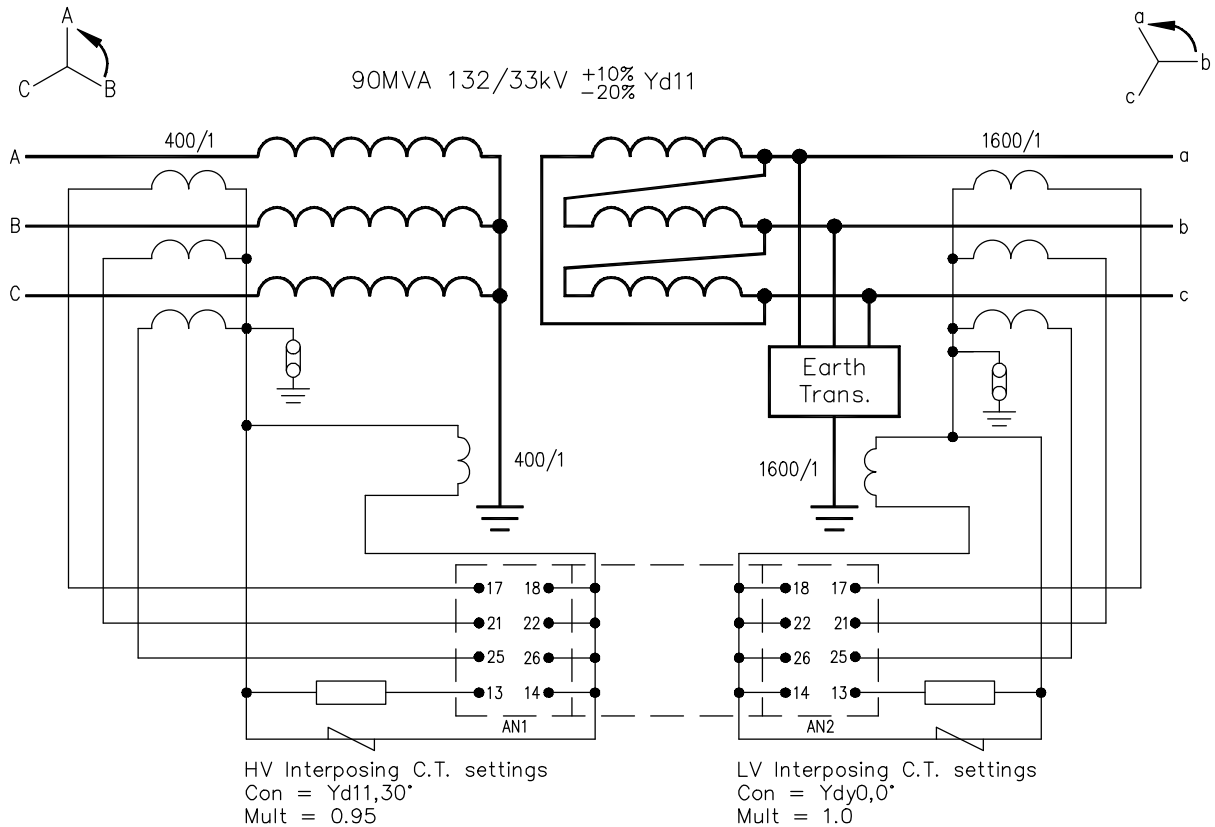 A
C
B
90MVA 132/33kV +10% -20% Yd11
a
b
c
A
400/1
1600/1
a
B
b
C
c
Earth
Trans.
400/1
1600/1
17 18
18 17
21 22
22 21
25 26
26 25
13 14
14 13
AN1
AN2
HV Interposing C.T. settings
Con = Yd11,30°
Mult = 0.95
LV Interposing C.T. settings
Con = Ydy0,0°
Mult = 1.0